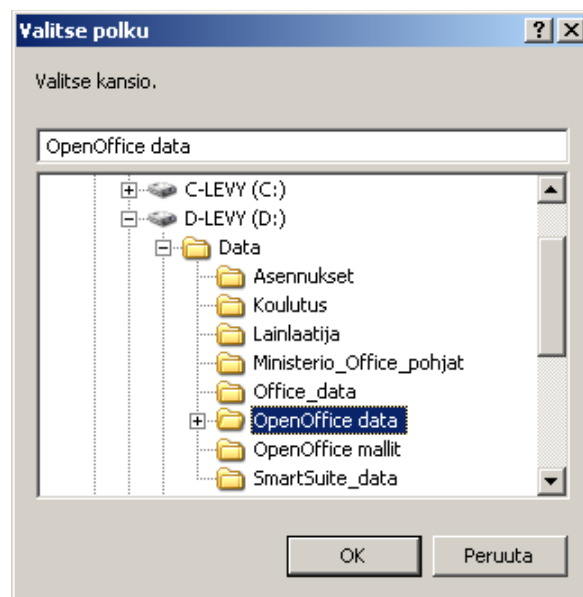 Valitse polku
Valitse kansio.
OpenOffice data
C-LEVY (C:)
D-LEVY (D:)
Data
Asennukset
Koulutus
Lainlaatija
Ministerio_Office_pohjat
Office_data
OpenOffice data
OpenOffice mallit
SmartSuite_data
OK Peruuta